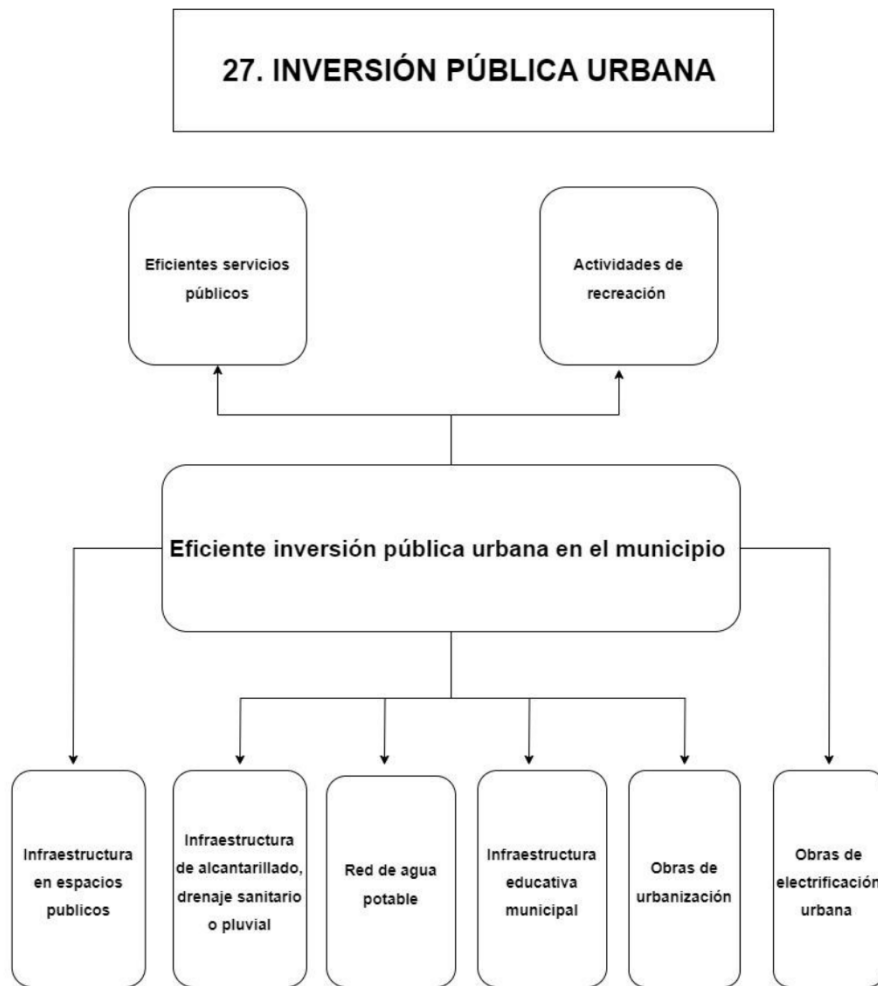 27. INVERSIÓN PÚBLICA URBANA
Eficientes servicios
públicos
Actividades de
recreación
Eficiente inversión pública urbana en el municipio
Infraestructura
en espacios
publicos
Infraestructura
de alcantarillado,
drenaje sanitario
o pluvial
Red de agua
potable
Infraestructura
educativa
municipal
Obras de
urbanización
Obras de
electrificación
urbana